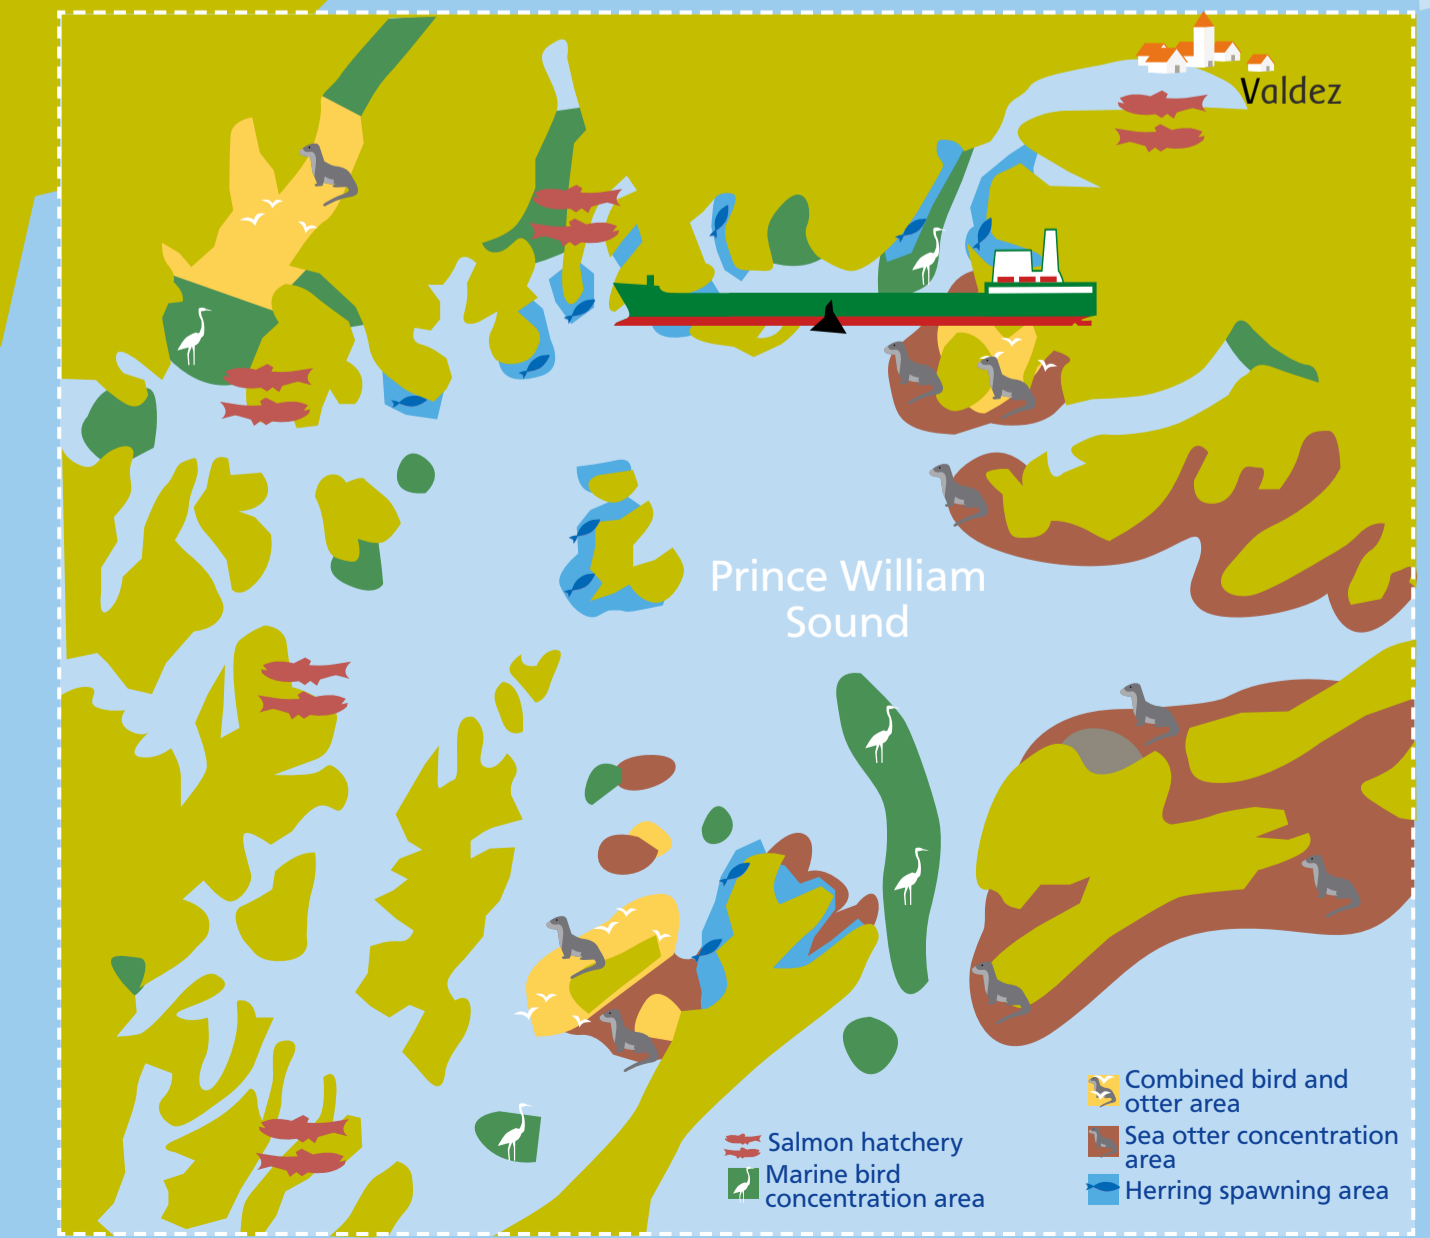 Valdez
Prince William
Sound
Salmon hatchery
Marine bird
concentration area
Combined bird and
otter area
Sea otter concentration
area
Herring spawning area